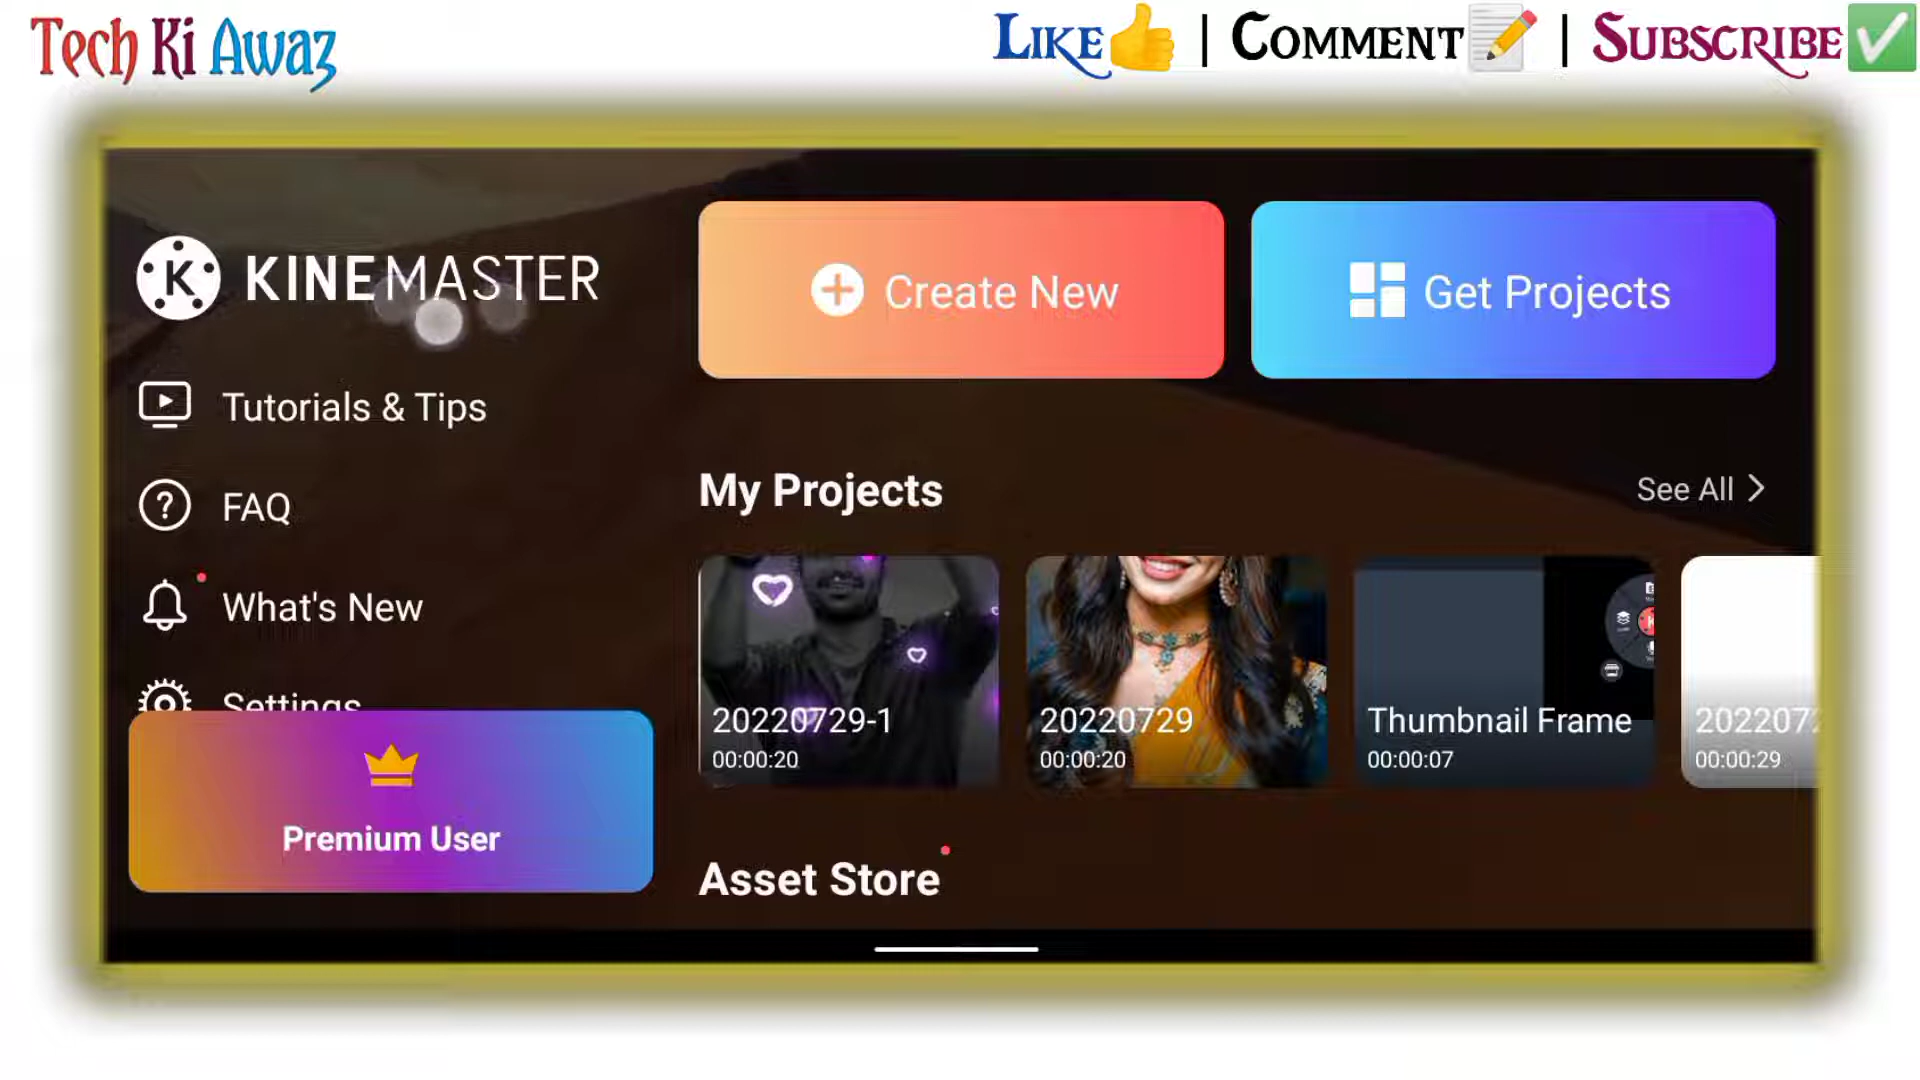 Tech Ki Awaz
LIKE | COMMENT | SUBSCRIBE
KINEMASTER
Create New
Get Projects
Tutorials & Tips
FAQ
What's New
Settings
Premium User
My Projects
See All
20220729-1
00:00:20
20220729
00:00:20
Thumbnail Frame
00:00:07
2022072
00:00:29
Asset Store